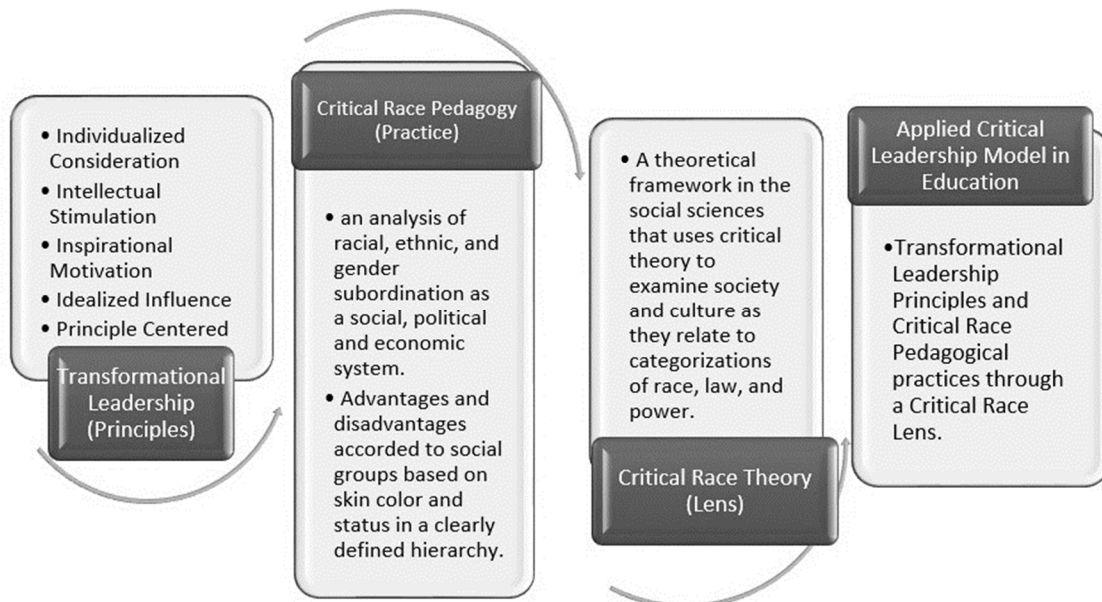 • Individualized
Consideration
• Intellectual
Stimulation
• Inspirational
Motivation
• Idealized Influence
• Principle Centered
Transformational
Leadership
(Principles)
Critical Race Pedagogy
(Practice)
• an analysis of
racial, ethnic, and
gender
subordination as
a social, political
and economic
system.
• Advantages and
disadvantages
accorded to social
groups based on
skin color and
status in a clearly
defined hierarchy.
• A theoretical
framework in the
social sciences
that uses critical
theory to
examine society
and culture as
they relate to
categorizations
of race, law, and
power.
Critical Race Theory
(Lens)
Applied Critical
Leadership Model in
Education
•Transformational
Leadership
Principles and
Critical Race
Pedagogical
practices through
a Critical Race
Lens.